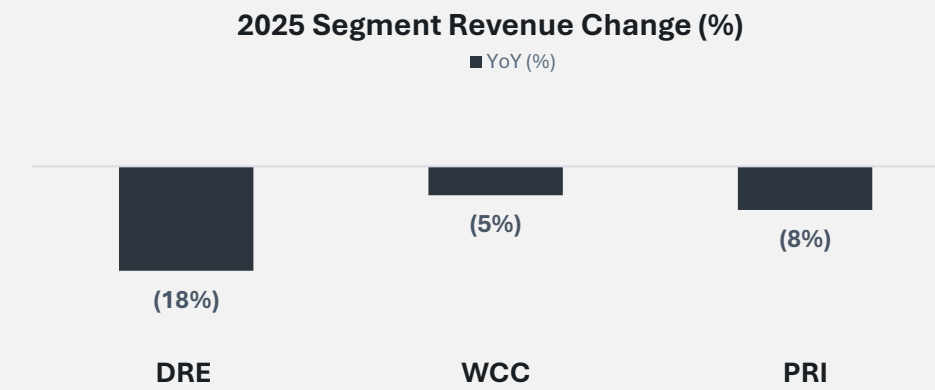 2025 Segment Revenue Change (%)
YoY (%)
(5%)
(8%)
(18%)
DRE WCC PRI